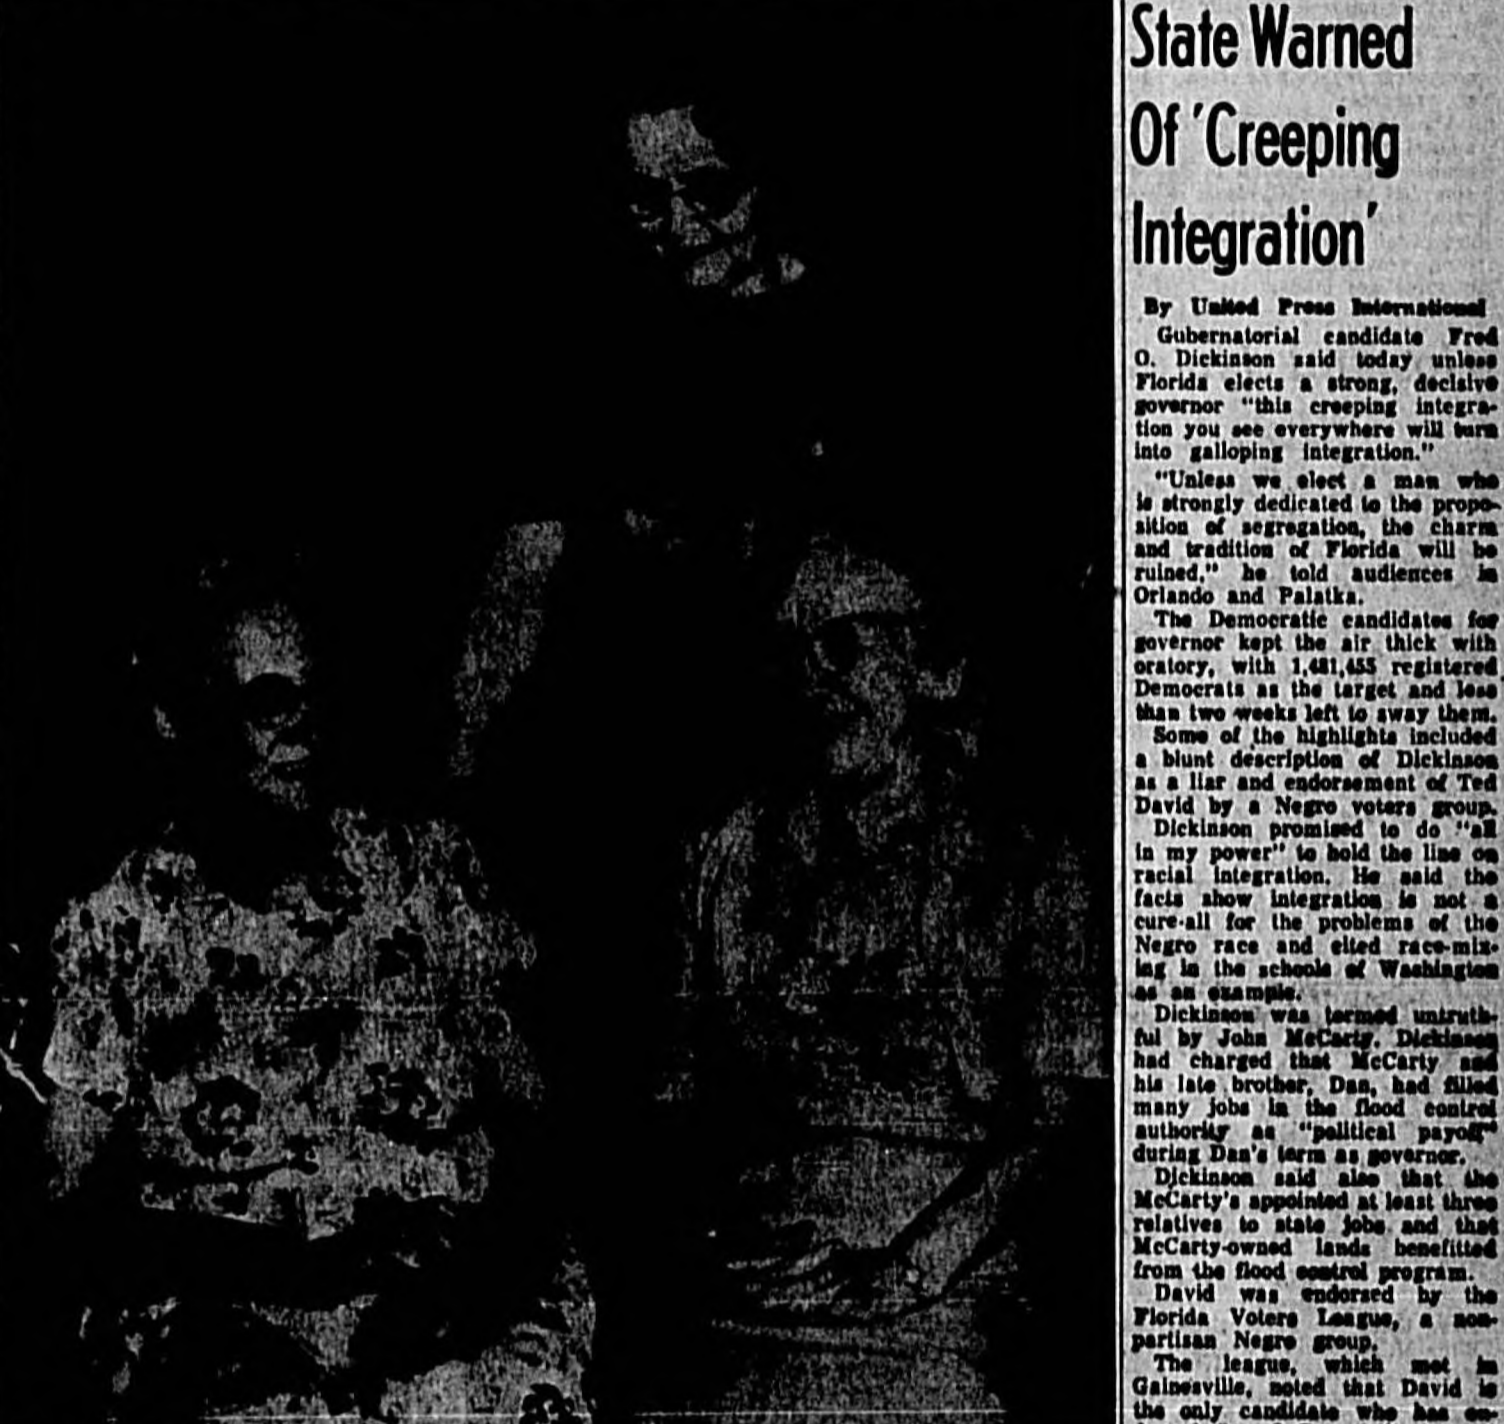 State Warned
Of 'Creeping
Integration'
By United Press International
Gubernatorial candidate Fred
O. Dickinson said today unless
Florida elects a strong, decisive
governor "this creeping integra-
tion you see everywhere will turn
into galloping integration."
"Unless we elect a man who
is strongly dedicated to the propo-
sition of segregation, the charm
and tradition of Florida will be
ruined," he told audiences in
Orlando and Palatka.
The Democratic candidates for
governor kept the air thick with
oratory, with 1,481,455 registered
Democrats as the target and less
than two weeks left to sway them.
Some of the highlights included
a blunt description of Dickinson
as a liar and endorsement of Ted
David by a Negro voters group.
Dickinson promised to do "all
in my power" to hold the line on
racial integration. He said the
facts show integration is not a
cure-all for the problems of the
Negro race and cited race-mix-
ing in the schools of Washington
as an example.
Dickinson was termed untruth-
ful by John McCarty. Dickinson
had charged that McCarty and
his late brother, Dan, had filled
many jobs in the flood control
authority as "political payoff"
during Dan's term as governor.
Dickinson said also that the
McCarty's appointed at least three
relatives to state jobs and that
McCarty-owned lands benefitted
from the flood control program.
David was endorsed by the
Florida Voters League, a non-
partisan Negro group.
The league, which met in
Gainesville, noted that David is
the only candidate who has en-